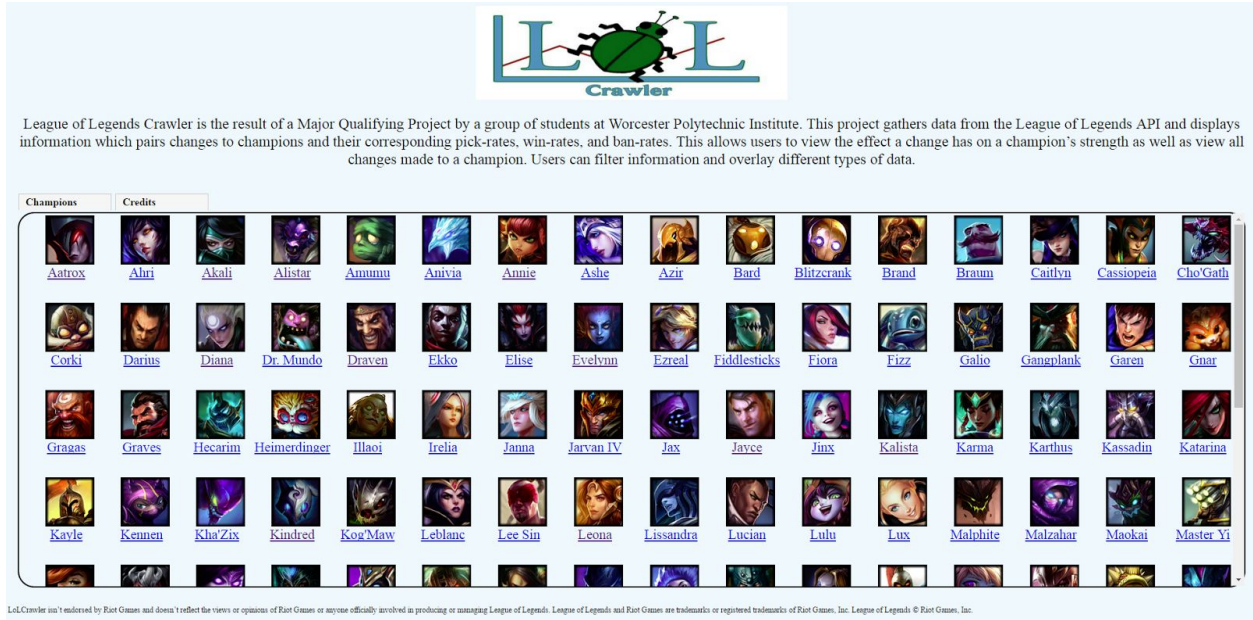 LOL
Crawler
League of Legends Crawler is the result of a Major Qualifying Project by a group of students at Worcester Polytechnic Institute. This project gathers data from the League of Legends API and displays
information which pairs changes to champions and their corresponding pick-rates, win-rates, and ban-rates. This allows users to view the effect a change has on a champion’s strength as well as view all
changes made to a champion. Users can filter information and overlay different types of data.
Champions Credits
Aatrox Ahri Akali Alistar Amumu Anivia Annie Ashe Azir Bard Blitzcrank Brand Braum Caitlyn Cassiopeia Cho'Gath
Corki Darius Diana Dr. Mundo Draven Ekko Elise Evelynn Ezreal Fiddlesticks Fiora Fizz Galio Gangplank Garen Gnar
Gragas Graves Hecarim Heimerdinger Illaoi Irelia Janna Jarvan IV Jax Jayce Jinx Kalista Karma Karthus Kassadin Katarina
Kayle Kennen Kha'Zix Kindred Kog'Maw Leblanc Lee Sin Leona Lissandra Lucian Lulu Lux Malphite Malzahar Maokai Master Yi
LoLCrawler isn't endorsed by Riot Games and doesn't reflect the views or opinions of Riot Games or anyone officially involved in producing or managing League of Legends. League of Legends and Riot Games are trademarks or registered trademarks of Riot Games, Inc. League of Legends © Riot Games, Inc.